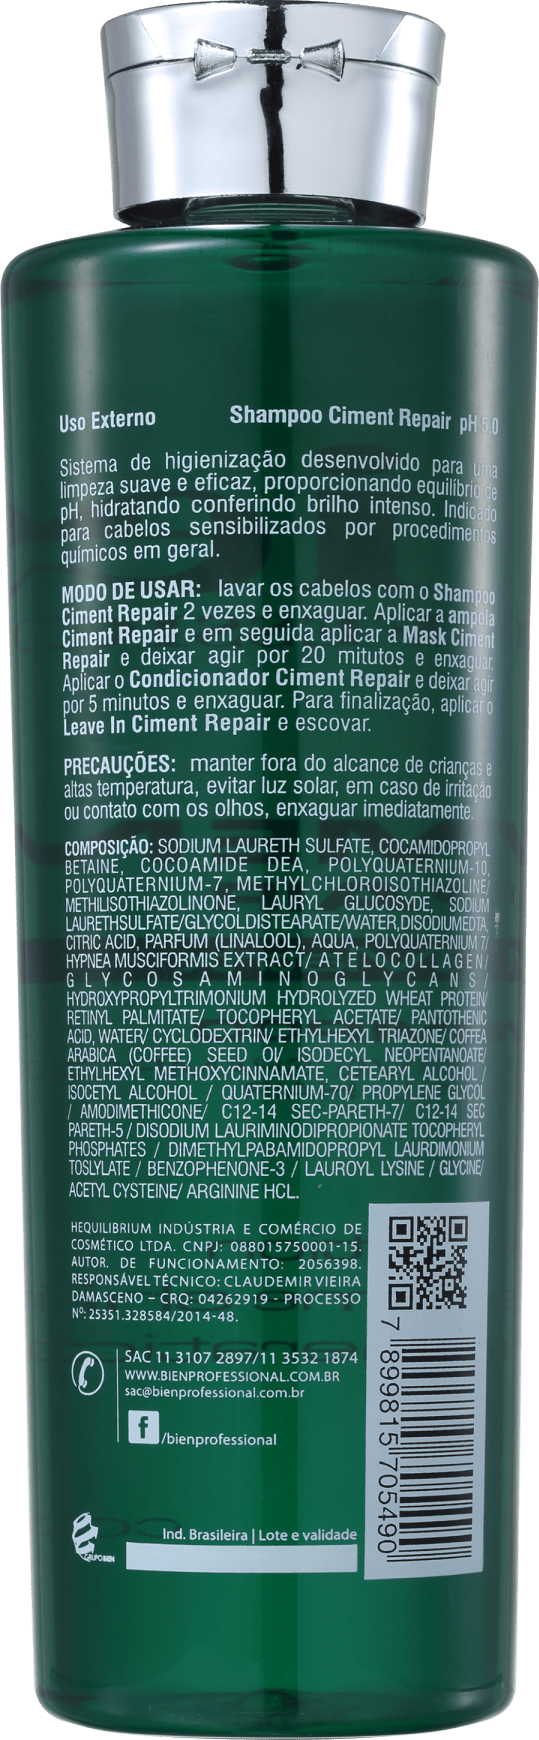 Uso Externo Shampoo Ciment Repair pH 5.0
Sistema de higienização desenvolvido para uma
limpeza suave e eficaz, proporcionando equilíbrio de
pH, hidratando conferindo brilho intenso. Indicado
para cabelos sensibilizados por procedimentos
químicos em geral.
MODO DE USAR: lavar os cabelos com o Shampoo
Ciment Repair 2 vezes e enxaguar. Aplicar a ampola
Ciment Repair e em seguida aplicar a Mask Ciment
Repair e deixar agir por 20 mitutos e enxaguar.
Aplicar o Condicionador Ciment Repair e deixar agir
por 5 minutos e enxaguar. Para finalização, aplicar o
Leave In Ciment Repair e escovar.
PRECAUÇÕES: manter fora do alcance de crianças e
altas temperatura, evitar luz solar, em caso de irritação
ou contato com os olhos, enxaguar imediatamente.
COMPOSIÇÃO: SODIUM LAURETH SULFATE, COCAMIDOPROPYL
BETAINE, COCOAMIDE DEA, POLYQUATERNIUM-10,
POLYQUATERNIUM-7, METHYLCHLOROISOTHIAZOLINE/
METHILISOTHIAZOLINONE, LAURYL GLUCOSYDE, SODIUM
LAURETHSULFATE/GLYCOLDISTEARATE/WATER,DISODIUMEDTA,
CITRIC ACID, PARFUM (LINALOOL), AQUA, POLYQUATERNIUM 7/
HYPNEA MUSCIFORMIS EXTRACT/ ATELOCOLLAGEN/
GLYCOSAMINOGLYCANS/
HYDROXYPROPYLTRIMONIUM HYDROLYZED WHEAT PROTEIN/
RETINYL PALMITATE/ TOCOPHERYL ACETATE/ PANTOTHENIC
ACID, WATER/ CYCLODEXTRIN/ ETHYLHEXYL TRIAZONE/ COFFEA
ARABICA (COFFEE) SEED OI/ ISODECYL NEOPENTANOATE/
ETHYLHEXYL METHOXYCINNAMATE, CETEARYL ALCOHOL /
ISOCETYL ALCOHOL / QUATERNIUM-70/ PROPYLENE GLYCOL
/ AMODIMETHICONE/ C12-14 SEC-PARETH-7/ C12-14 SEC
PARETH-5 / DISODIUM LAURIMINODIPROPIONATE TOCOPHERYL
PHOSPHATES / DIMETHYLPABAMIDOPROPYL LAURDIMONIUM
TOSLYLATE / BENZOPHENONE-3 / LAUROYL LYSINE / GLYCINE/
ACETYL CYSTEINE/ ARGININE HCL.
HEQUILIBRIUM INDÚSTRIA E COMÉRCIO DE
COSMÉTICO LTDA. CNPJ: 088015750001-15.
AUTOR. DE FUNCIONAMENTO: 2056398.
RESPONSÁVEL TÉCNICO: CLAUDEMIR VIEIRA
DAMASCENO – CRQ: 04262919 - PROCESSO
Nº: 25351.328584/2014-48.
SAC 11 3107 2897/11 3532 1874
WWW.BIENPROFESSIONAL.COM.BR
sac@bienprofessional.com.br
f /bienprofessional
7 899815 705490
GRUPO BIEN
Ind. Brasileira | Lote e validade